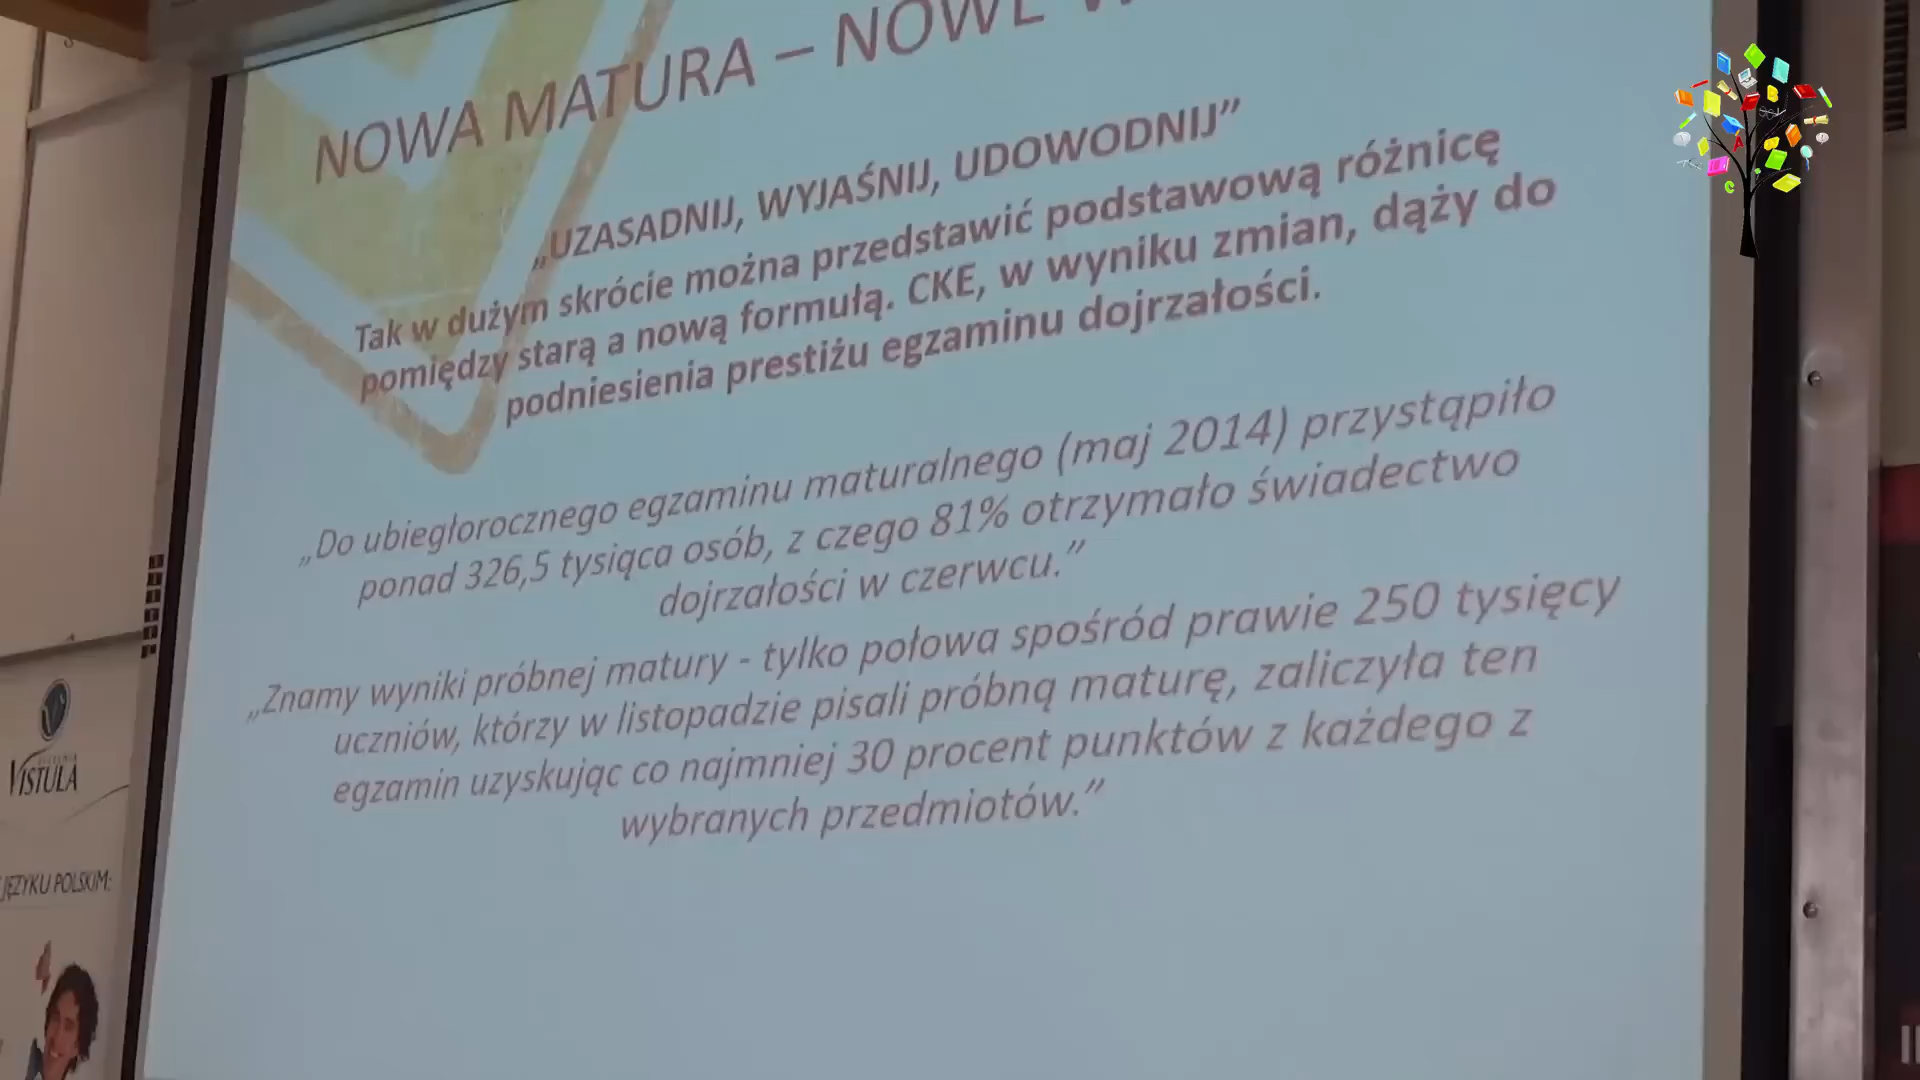 NOWA MATURA – NOWE
„UZASADNIJ, WYJAŚNIJ, UDOWODNIJ”
Tak w dużym skrócie można przedstawić podstawową różnicę
pomiędzy starą a nową formułą. CKE, w wyniku zmian, dąży do
podniesienia prestiżu egzaminu dojrzałości.
„Do ubiegłorocznego egzaminu maturalnego (maj 2014) przystąpiło
ponad 326,5 tysiąca osób, z czego 81% otrzymało świadectwo
dojrzałości w czerwcu.”
„Znamy wyniki próbnej matury - tylko połowa spośród prawie 250 tysięcy
uczniów, którzy w listopadzie pisali próbną maturę, zaliczyła ten
egzamin uzyskując co najmniej 30 procent punktów z każdego z
wybranych przedmiotów.”
VISTULA
JĘZYKU POLSKIM: